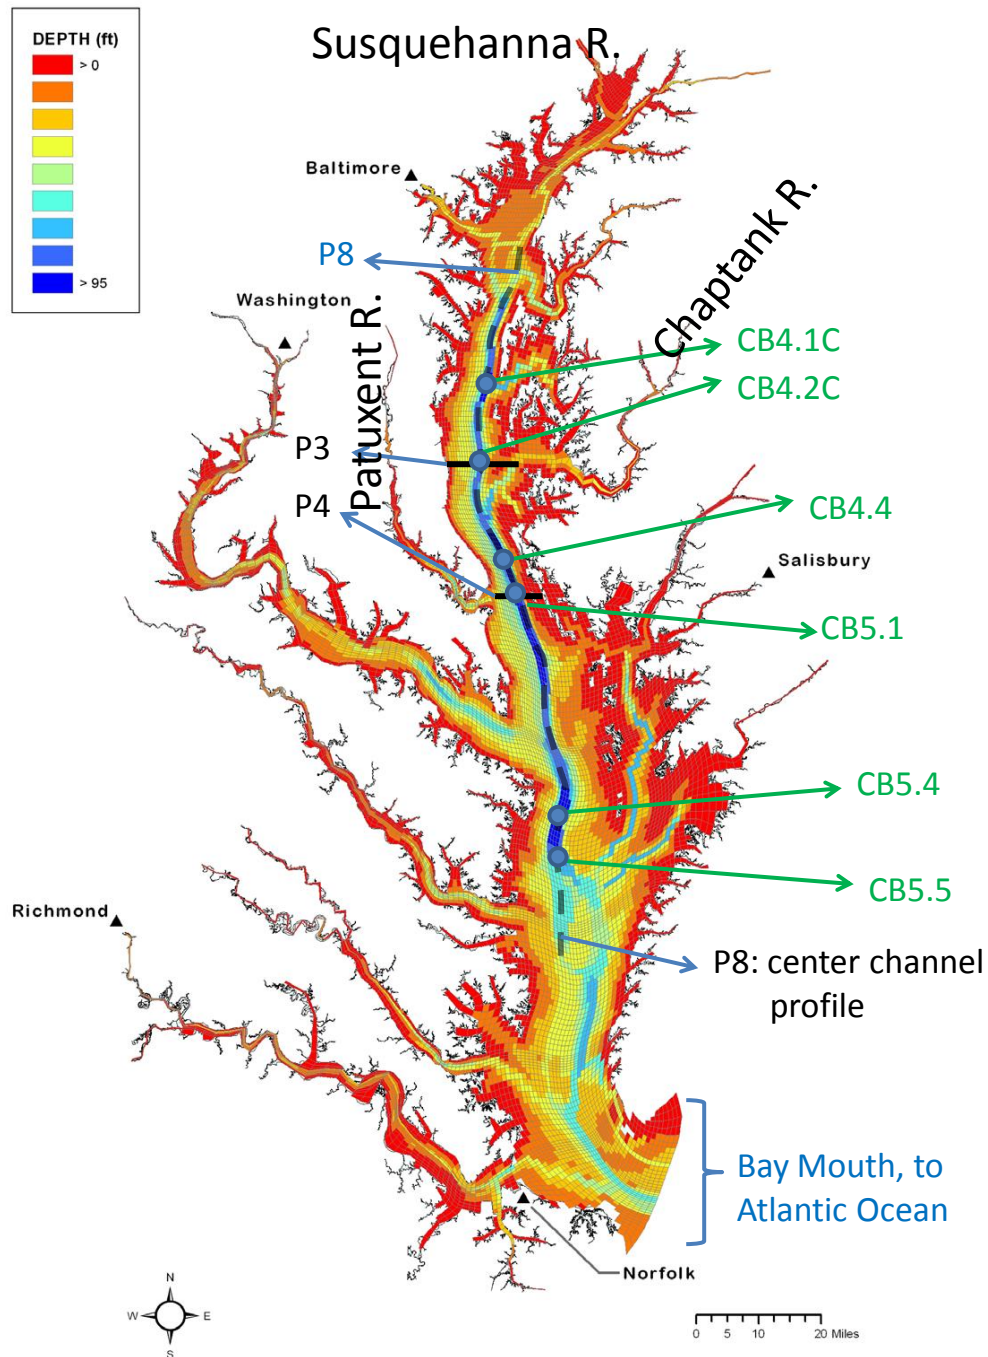 Susquehanna R.
DEPTH (ft)
> 0
> 95
Baltimore
P8
Washington
Patuxent R.
Chaptank R.
CB4.1C
CB4.2C
P3
P4
CB4.4
Salisbury
CB5.1
CB5.4
CB5.5
Richmond
P8: center channel
profile
Bay Mouth, to
Atlantic Ocean
Norfolk
N
W
E
S
0 5 10 20 Miles